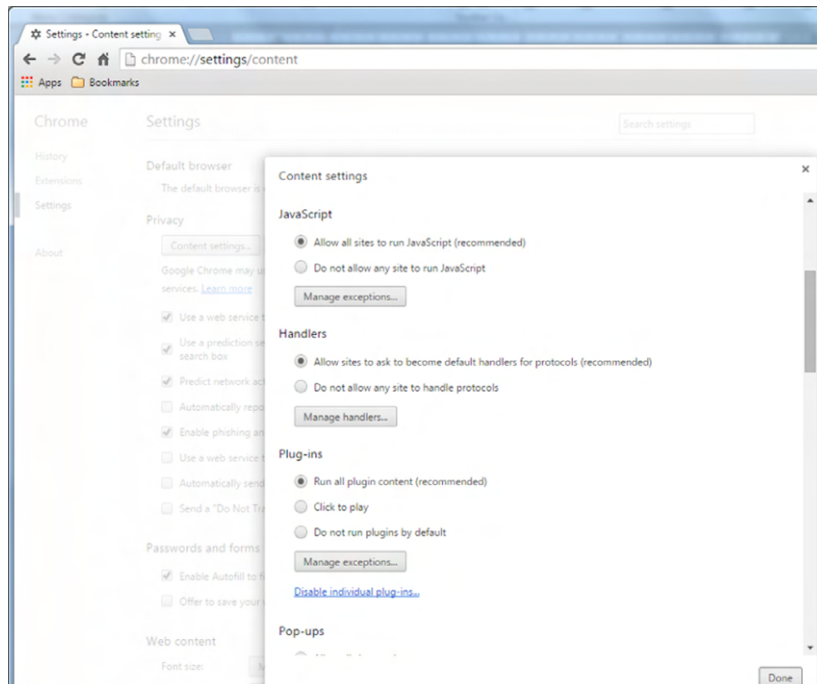 Settings - Content setting
chrome://settings/content
Apps Bookmarks
Chrome
Settings
Search settings
History
Extensions
Settings
About
Default browser
The default browser is
Privacy
Content settings...
Google Chrome may u
services. Learn more
Use a web service t
Use a prediction se
search box
Predict network act
Automatically repo
Enable phishing an
Use a web service t
Automatically send
Send a "Do Not Tra
Passwords and forms
Enable Autofill to f
Offer to save your
Web content
Font size:
Content settings
JavaScript
Allow all sites to run JavaScript (recommended)
Do not allow any site to run JavaScript
Manage exceptions...
Handlers
Allow sites to ask to become default handlers for protocols (recommended)
Do not allow any site to handle protocols
Manage handlers...
Plug-ins
Run all plugin content (recommended)
Click to play
Do not run plugins by default
Manage exceptions...
Disable individual plug-ins...
Pop-ups
Done